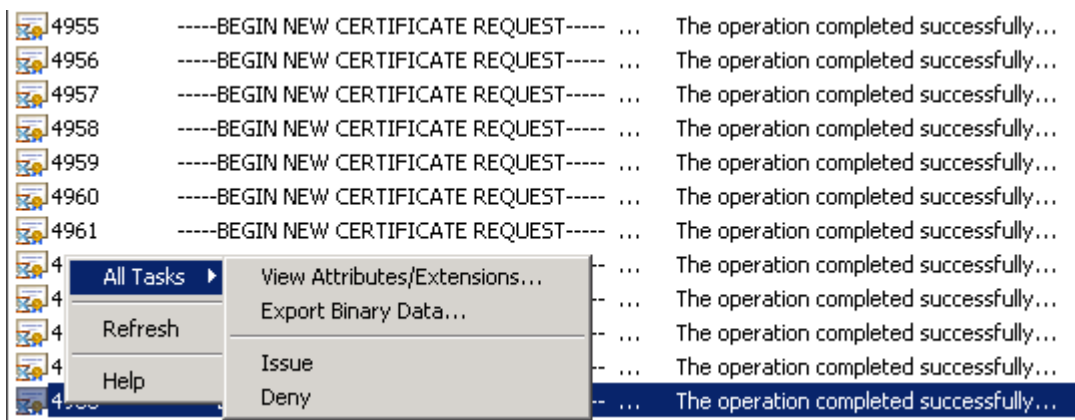 4955 -----BEGIN NEW CERTIFICATE REQUEST----- ... The operation completed successfully...
4956 -----BEGIN NEW CERTIFICATE REQUEST----- ... The operation completed successfully...
4957 -----BEGIN NEW CERTIFICATE REQUEST----- ... The operation completed successfully...
4958 -----BEGIN NEW CERTIFICATE REQUEST----- ... The operation completed successfully...
4959 -----BEGIN NEW CERTIFICATE REQUEST----- ... The operation completed successfully...
4960 -----BEGIN NEW CERTIFICATE REQUEST----- ... The operation completed successfully...
4961 -----BEGIN NEW CERTIFICATE REQUEST----- ... The operation completed successfully...
4 -- ... The operation completed successfully...
4 -- ... The operation completed successfully...
4 -- ... The operation completed successfully...
4 -- ... The operation completed successfully...
-- ... The operation completed successfully...
All Tasks
Refresh
Help
View Attributes/Extensions...
Export Binary Data...
Issue
Deny